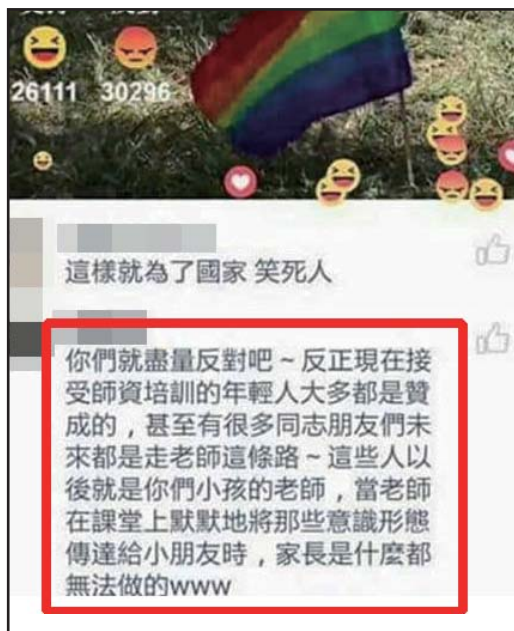 26111 30296
這樣就為了國家 笑死人
你們就盡量反對吧～反正現在接
受師資培訓的年輕人大多都是贊
成的，甚至有很多同志朋友們未
來都是走老師這條路～這些人以
後就是你們小孩的老師，當老師
在課堂上默默地將那些意識形態
傳達給小朋友時，家長是什麼都
無法做的www